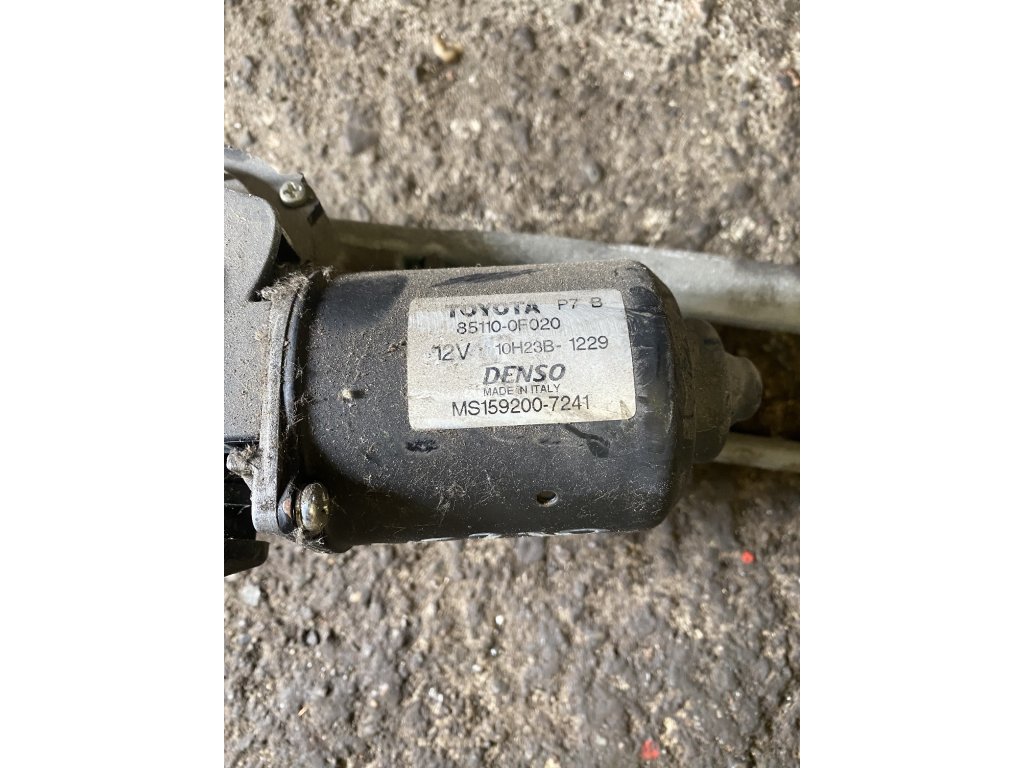 TOYOTA P7 B
85110-0F020
12V 10H23B- 1229
DENSO
MADE IN ITALY
MS159200-7241